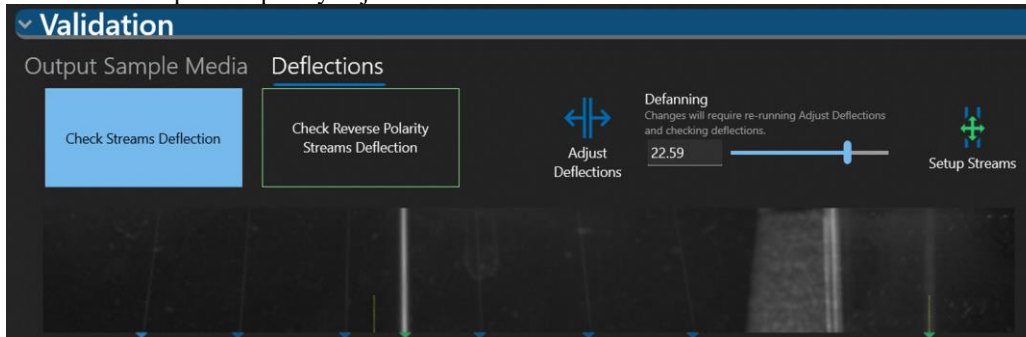 Validation
Output Sample Media Deflections
Check Streams Deflection
Check Reverse Polarity
Streams Deflection
Adjust
Deflections
Defanning
Changes will require re-running Adjust Deflections
and checking deflections.
22.59
Setup Streams